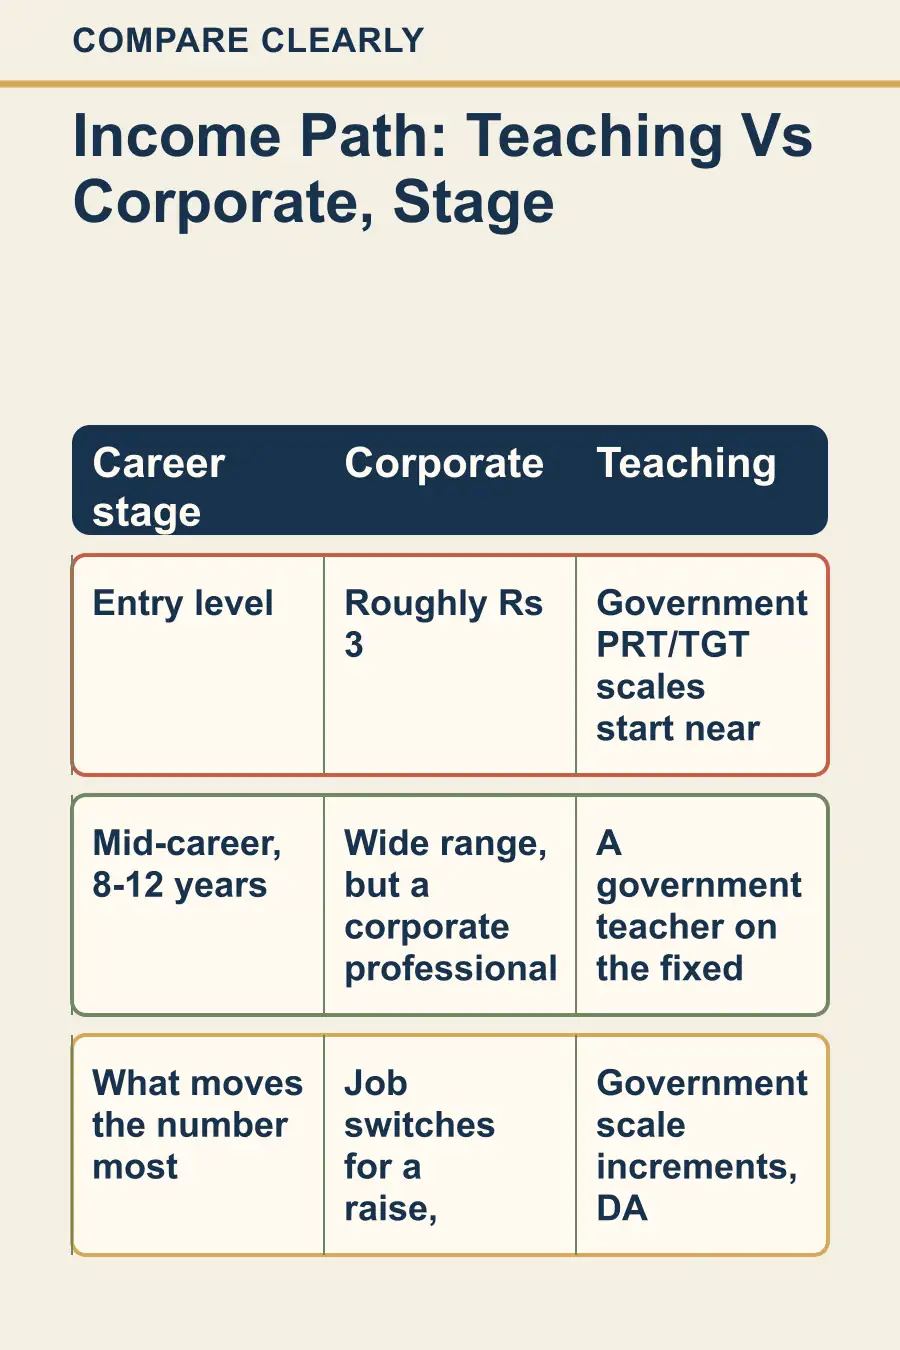 COMPARE CLEARLY
Income Path: Teaching Vs
Corporate, Stage
Career
stage
Corporate
Teaching
Entry level
Roughly Rs
3
Government
PRT/TGT
scales
start near
Mid-career,
8-12 years
Wide range,
but a
corporate
professional
A
government
teacher on
the fixed
What moves
the number
most
Job
switches
for a
raise,
Government
scale
increments,
DA